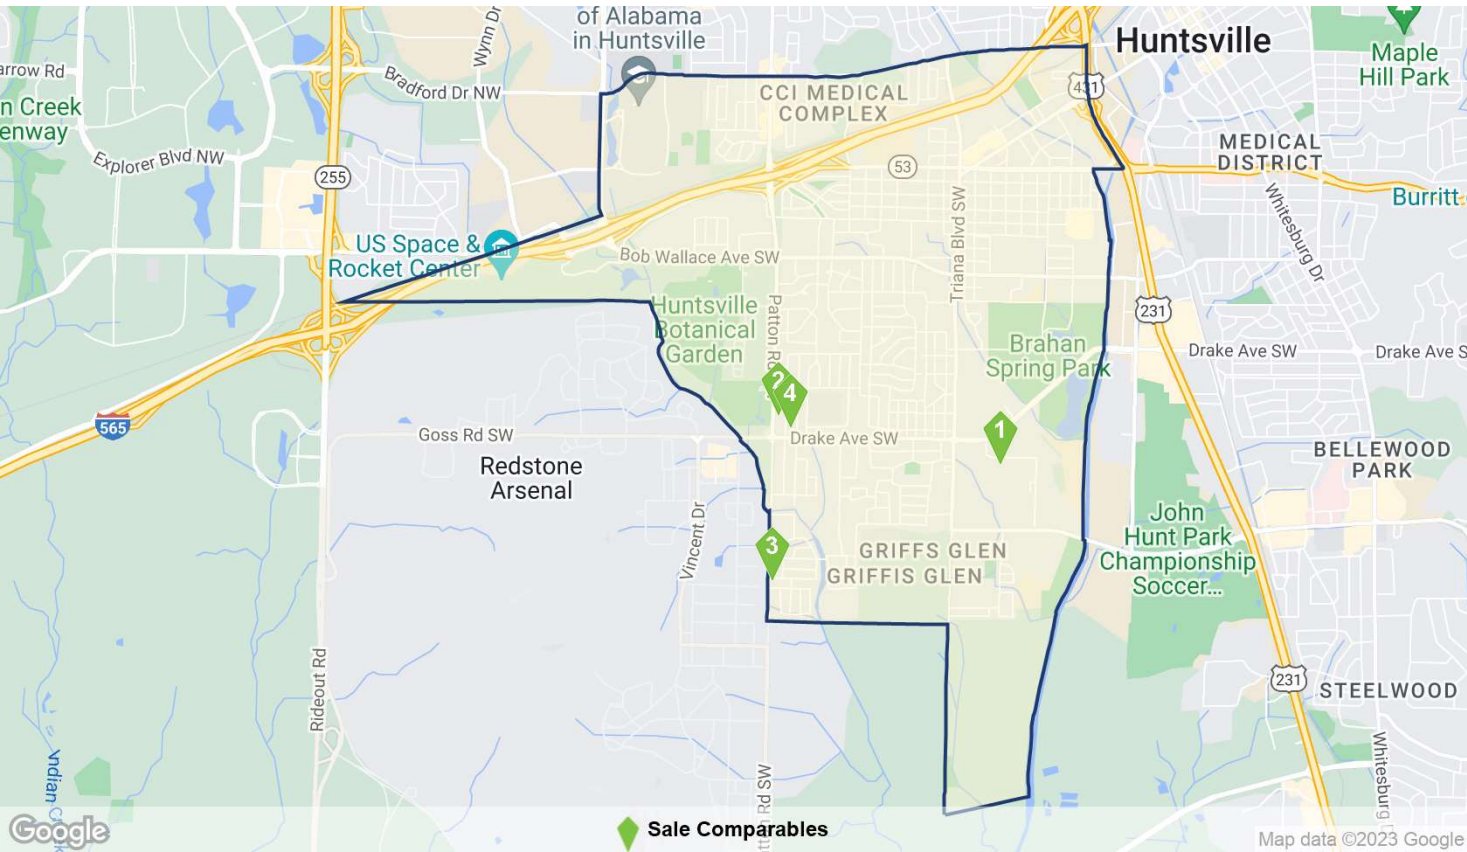 of Alabama
in Huntsville
Huntsville
Maple
Hill Park
arrow Rd
Wynn Dr
Bradford Dr NW
431
n Creek
enway
CCI MEDICAL
COMPLEX
MEDICAL
DISTRICT
Explorer Blvd NW
255
53
Burritt
Whitesburg Dr
Triana Blvd SW
US Space &
Rocket Center
Bob Wallace Ave SW
Huntsville
Botanical
Garden
Patton Ro
231
Brahan
Spring Park
Drake Ave SW
Drake Ave S
2
4
1
565
Goss Rd SW
Drake Ave SW
Redstone
Arsenal
BELLEWOOD
PARK
Vincent Dr
3
GRIFFS GLEN
GRIFFIS GLEN
John
Hunt Park
Championship
Soccer...
Rideout Rd
231
STEELWOOD
Whitesburg
ndian C
tton Rd SW
Google
Sale Comparables
Map data ©2023 Google